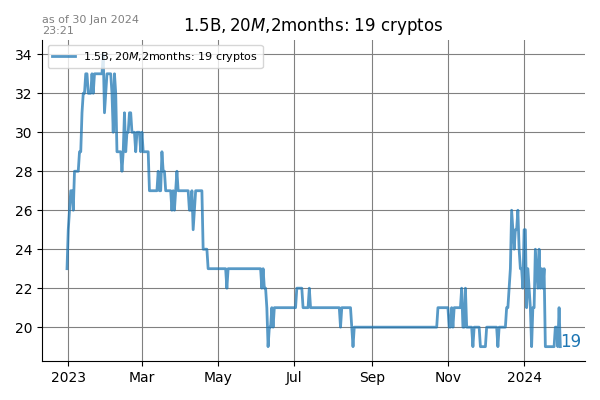 as of 30 Jan 2024
23:21
1.5B, 20M,2months: 19 cryptos
1.5B, 20M,2months: 19 cryptos
34
32
30
28
26
24
22
20
19
2023 Mar May Jul Sep Nov 2024